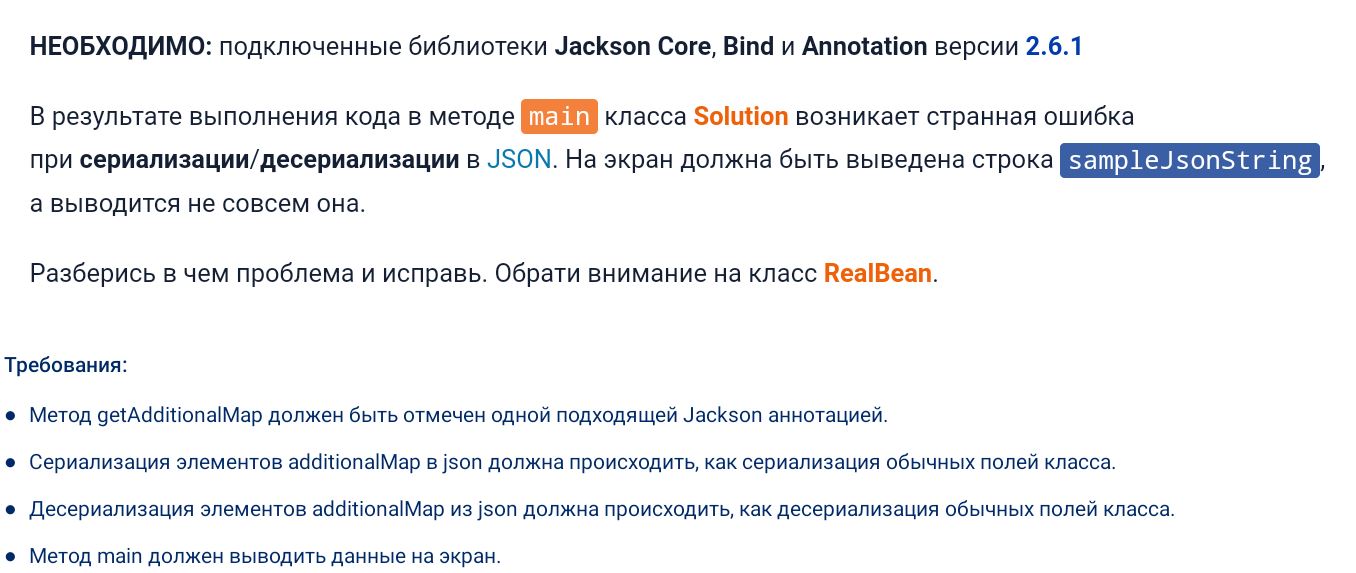 НЕОБХОДИМО: подключенные библиотеки Jackson Core, Bind и Annotation версии 2.6.1
В результате выполнения кода в методе main класса Solution возникает странная ошибка
при сериализации/десериализации в JSON. На экран должна быть выведена строка sampleJsonString,
а выводится не совсем она.
Разберись в чем проблема и исправь. Обрати внимание на класс RealBean.
Требования:
• Метод getAdditionalMap должен быть отмечен одной подходящей Jackson аннотацией.
• Сериализация элементов additionalMap в json должна происходить, как сериализация обычных полей класса.
• Десериализация элементов additionalMap из json должна происходить, как десериализация обычных полей класса.
• Метод main должен выводить данные на экран.